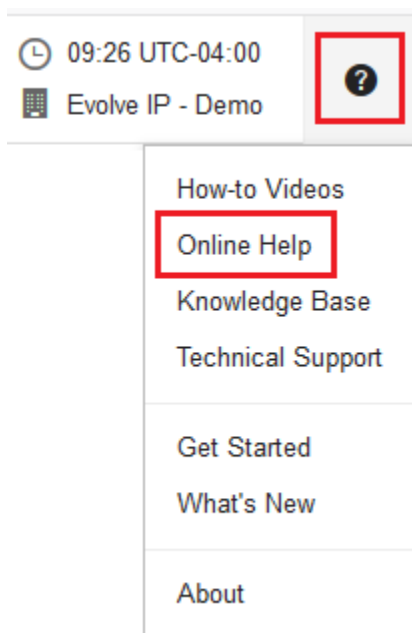 09:26 UTC-04:00
Evolve IP - Demo
?
How-to Videos
Online Help
Knowledge Base
Technical Support
Get Started
What's New
About